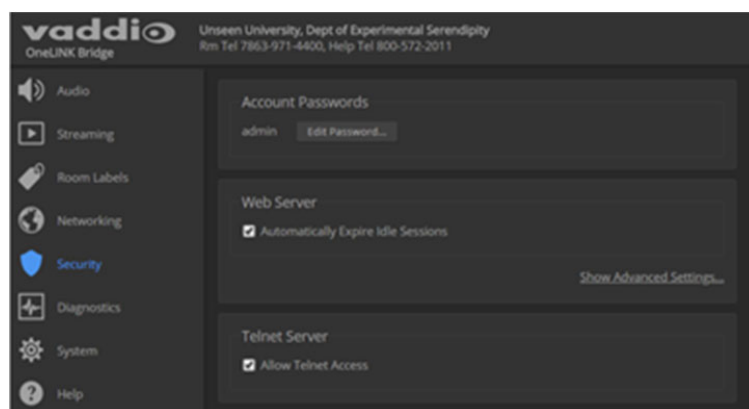 vaddio
OneLINK Bridge
Unseen University, Dept of Experimental Serendipity
Rm Tel 7863-971-4400, Help Tel 800-572-2011
Audio
Streaming
Room Labels
Networking
Security
Diagnostics
System
Help
Account Passwords
admin Edit Password...
Web Server
Automatically Expire Idle Sessions
Show Advanced Settings...
Telnet Server
Allow Telnet Access